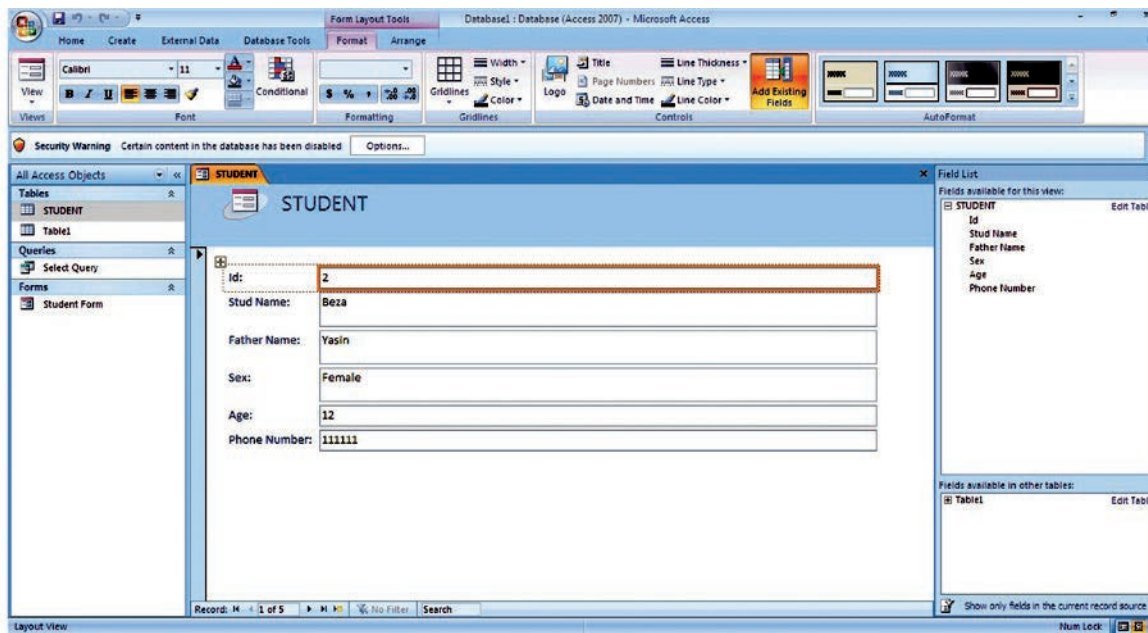 Form Layout Tools
Database1 : Database (Access 2007) - Microsoft Access
Home Create External Data Database Tools Format Arrange
View
Calibri 11
B I U
Conditional
$ % ,
Gridlines
Width
Style
Color
Logo
Title
Page Numbers
Date and Time
Line Thickness
Line Type
Line Color
Add Existing
Fields
Views Font Formatting Gridlines Controls AutoFormat
Security Warning Certain content in the database has been disabled Options...
All Access Objects
Tables
STUDENT
Table1
Queries
Select Query
Forms
Student Form
STUDENT
STUDENT
Id: 2
Stud Name: Beza
Father Name: Yasin
Sex: Female
Age: 12
Phone Number: 111111
Record: 1 of 5 No Filter Search
Field List
Fields available for this view:
STUDENT Edit Tabl
Id
Stud Name
Father Name
Sex
Age
Phone Number
Fields available in other tables:
Table1 Edit Tabl
Show only fields in the current record source
Layout View Num Lock